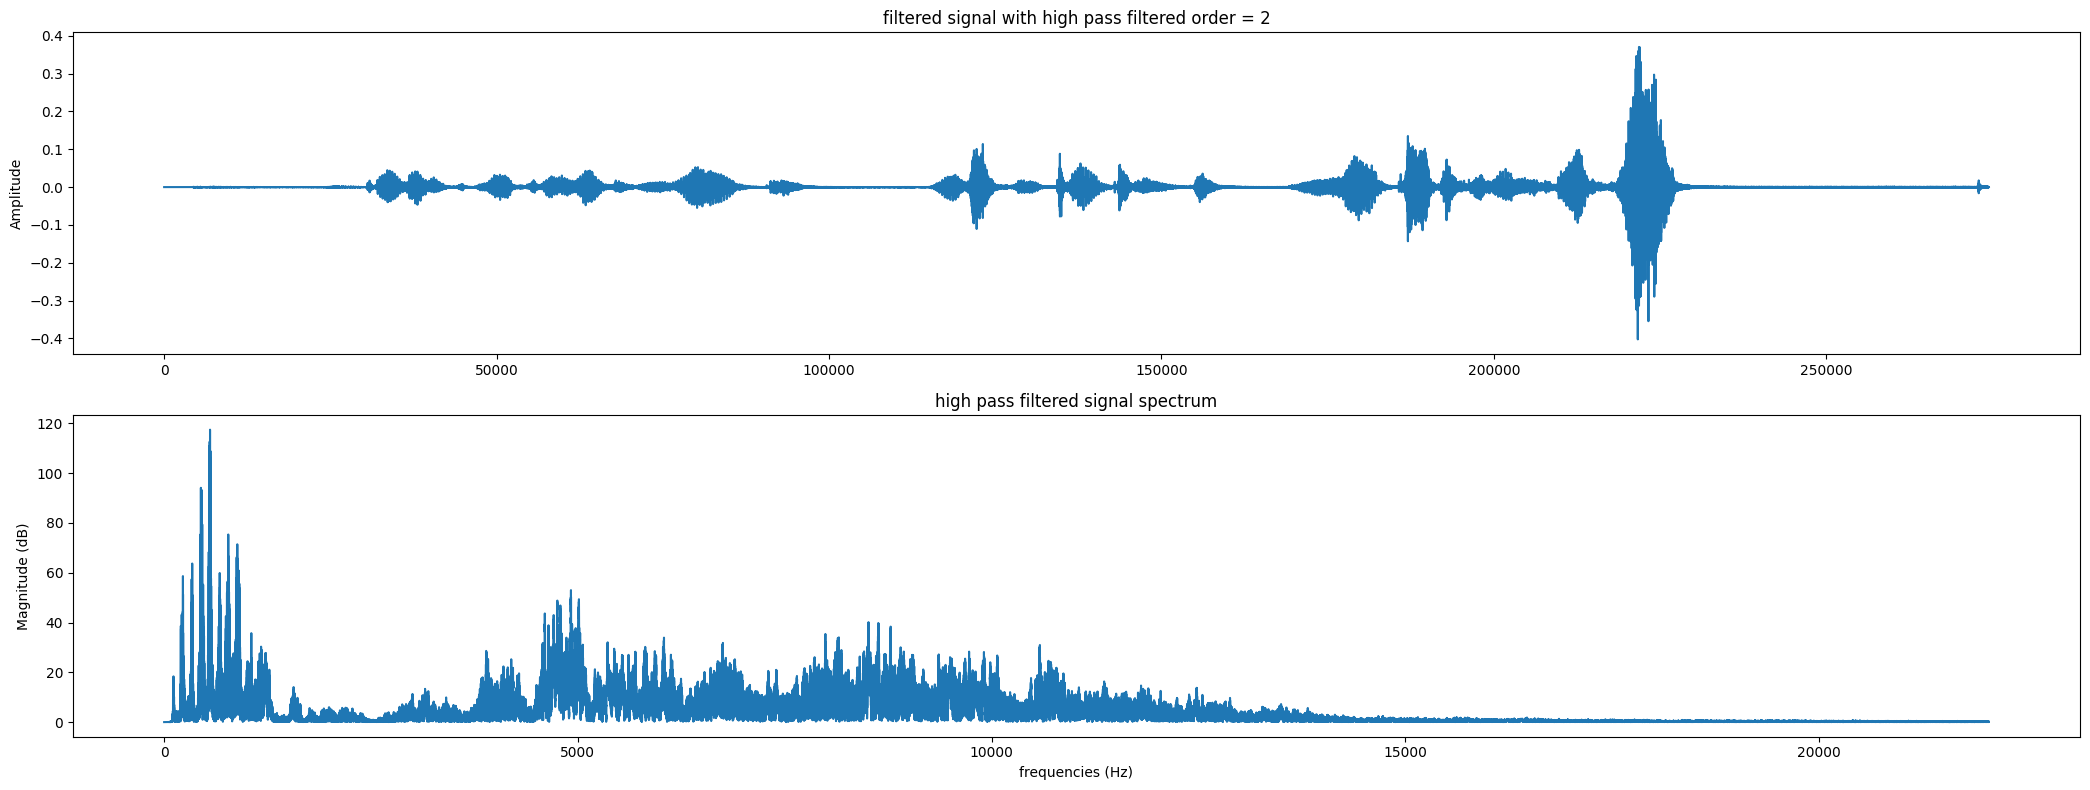 filtered signal with high pass filtered order = 2
Amplitude
0.4
0.3
0.2
0.1
0.0
−0.1
−0.2
−0.3
−0.4
0 50000 100000 150000 200000 250000
high pass filtered signal spectrum
Magnitude (dB)
120
100
80
60
40
20
0
0 5000 10000 15000 20000
frequencies (Hz)